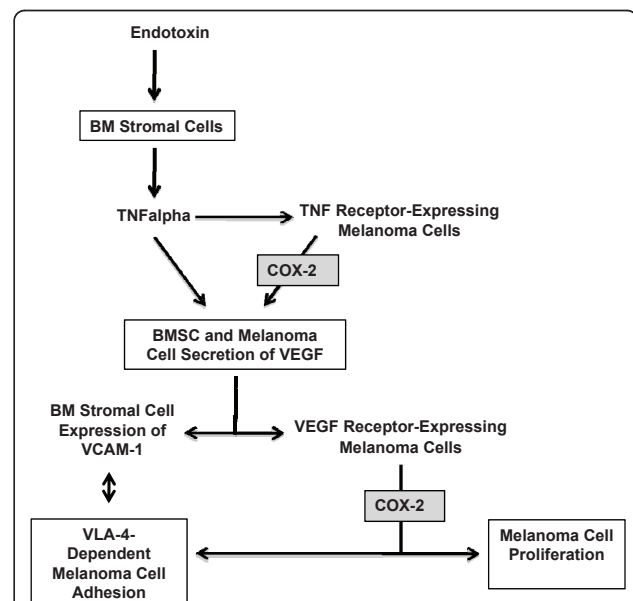 Endotoxin
BM Stromal Cells
TNFalpha
TNF Receptor-Expressing
Melanoma Cells
COX-2
BMSC and Melanoma
Cell Secretion of VEGF
BM Stromal Cell
Expression of
VCAM-1
VEGF Receptor-Expressing
Melanoma Cells
COX-2
VLA-4-
Dependent
Melanoma Cell
Adhesion
Melanoma Cell
Proliferation